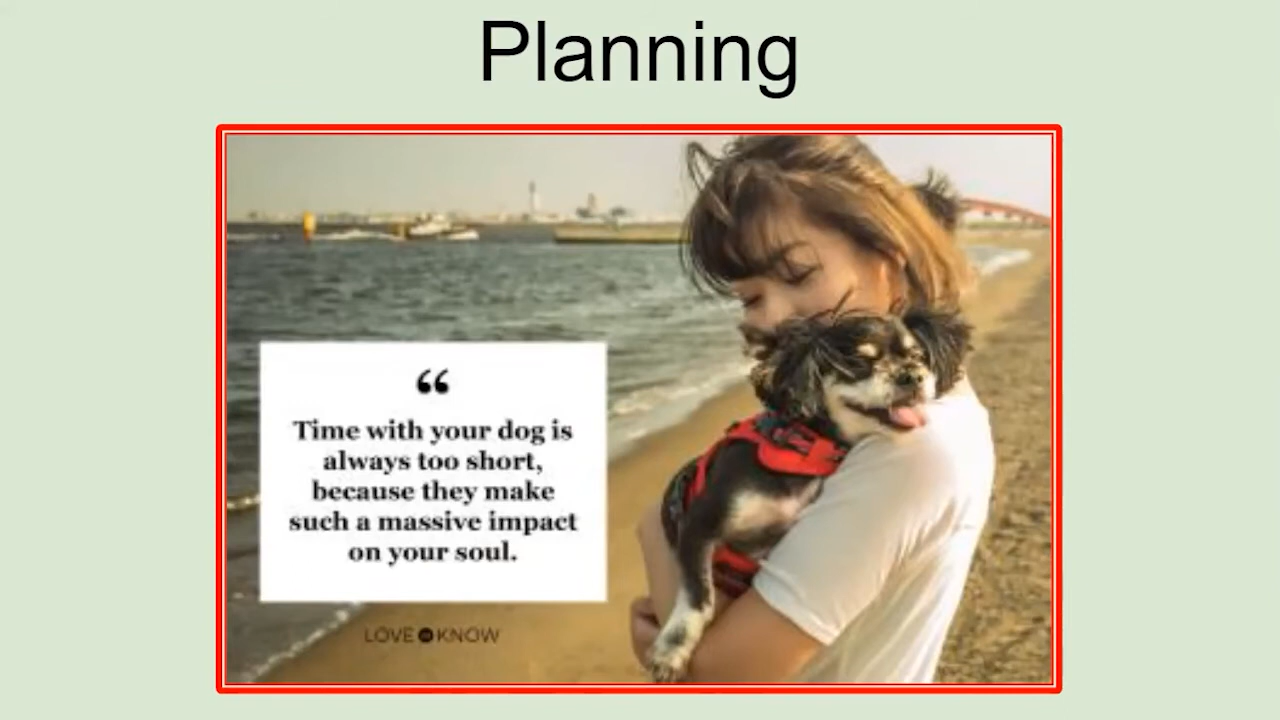 Planning
“
Time with your dog is
always too short,
because they make
such a massive impact
on your soul.
LOVE TO KNOW